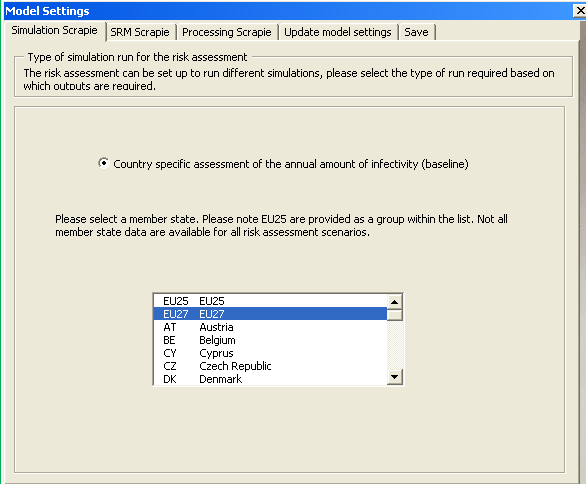 Model Settings
Simulation Scrapie SRM Scrapie Processing Scrapie Update model settings Save
Type of simulation run for the risk assessment
The risk assessment can be set up to run different simulations, please select the type of run required based on
which outputs are required.
Country specific assessment of the annual amount of infectivity (baseline)
Please select a member state. Please note EU25 are provided as a group within the list. Not all
member state data are available for all risk assessment scenarios.
EU25 EU25
EU27 EU27
AT Austria
BE Belgium
CY Cyprus
CZ Czech Republic
DK Denmark